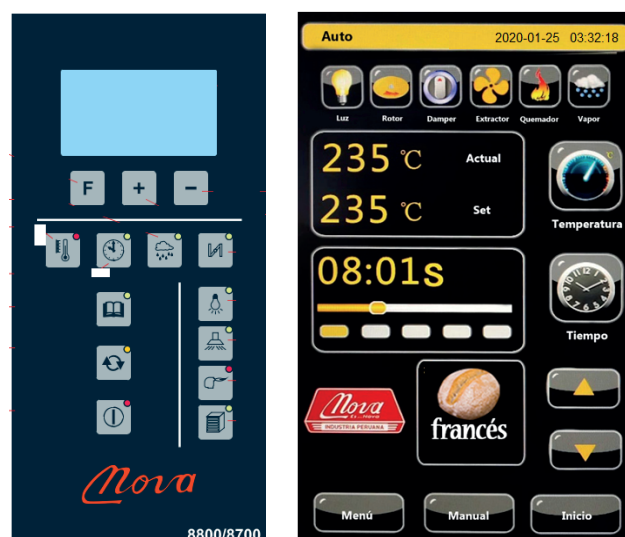 F + −
Nova
8800/8700
Auto 2020-01-25 03:32:18
Luz Rotor Damper Extractor Quemador Vapor
235 °C Actual
235 °C Set
Temperatura
08:01s
Tiempo
Nova
INDUSTRIA PERUANA
francés
Menú Manual Inicio